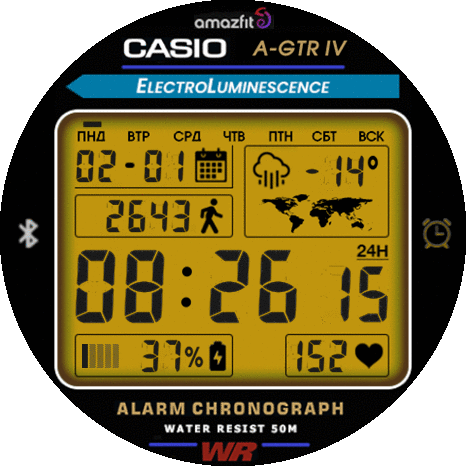 amazfit
CASIO A-GTR IV
ELECTROLUMINESCENCE
ПНД ВТР СРД ЧТВ ПТН СБТ ВСК
02-01 -14°
2643
24H
08:26 15
37% 152
ALARM CHRONOGRAPH
WATER RESIST 50M
WR